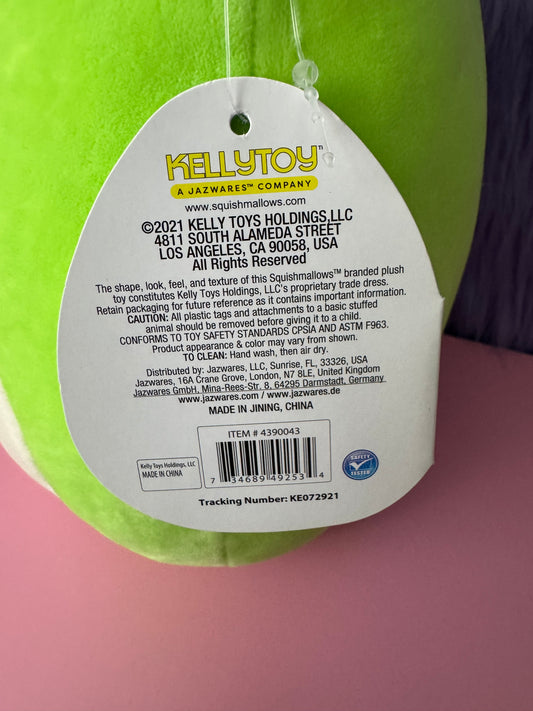 KELLYTOY™
A JAZWARES™ COMPANY
www.squishmallows.com
©2021 KELLY TOYS HOLDINGS,LLC
4811 SOUTH ALAMEDA STREET
LOS ANGELES, CA 90058, USA
All Rights Reserved
The shape, look, feel, and texture of this Squishmallows™ branded plush
toy constitutes Kelly Toys Holdings, LLC's proprietary trade dress.
Retain packaging for future reference as it contains important information.
CAUTION: All plastic tags and attachments to a basic stuffed
animal should be removed before giving it to a child.
CONFORMS TO TOY SAFETY STANDARDS CPSIA AND ASTM F963.
Product appearance & color may vary from shown.
TO CLEAN: Hand wash, then air dry.
Distributed by: Jazwares, LLC, Sunrise, FL, 33326, USA
Jazwares, 16A Crane Grove, London, N7 8LE, United Kingdom
Jazwares GmbH, Mina-Rees-Str. 8, 64295 Darmstadt, Germany
www.jazwares.com / www.jazwares.de
MADE IN JINING, CHINA
ITEM # 4390043
Kelly Toys Holdings, LLC
MADE IN CHINA
7 34689 49253 4
SAFETY
TESTED
Tracking Number: KE072921